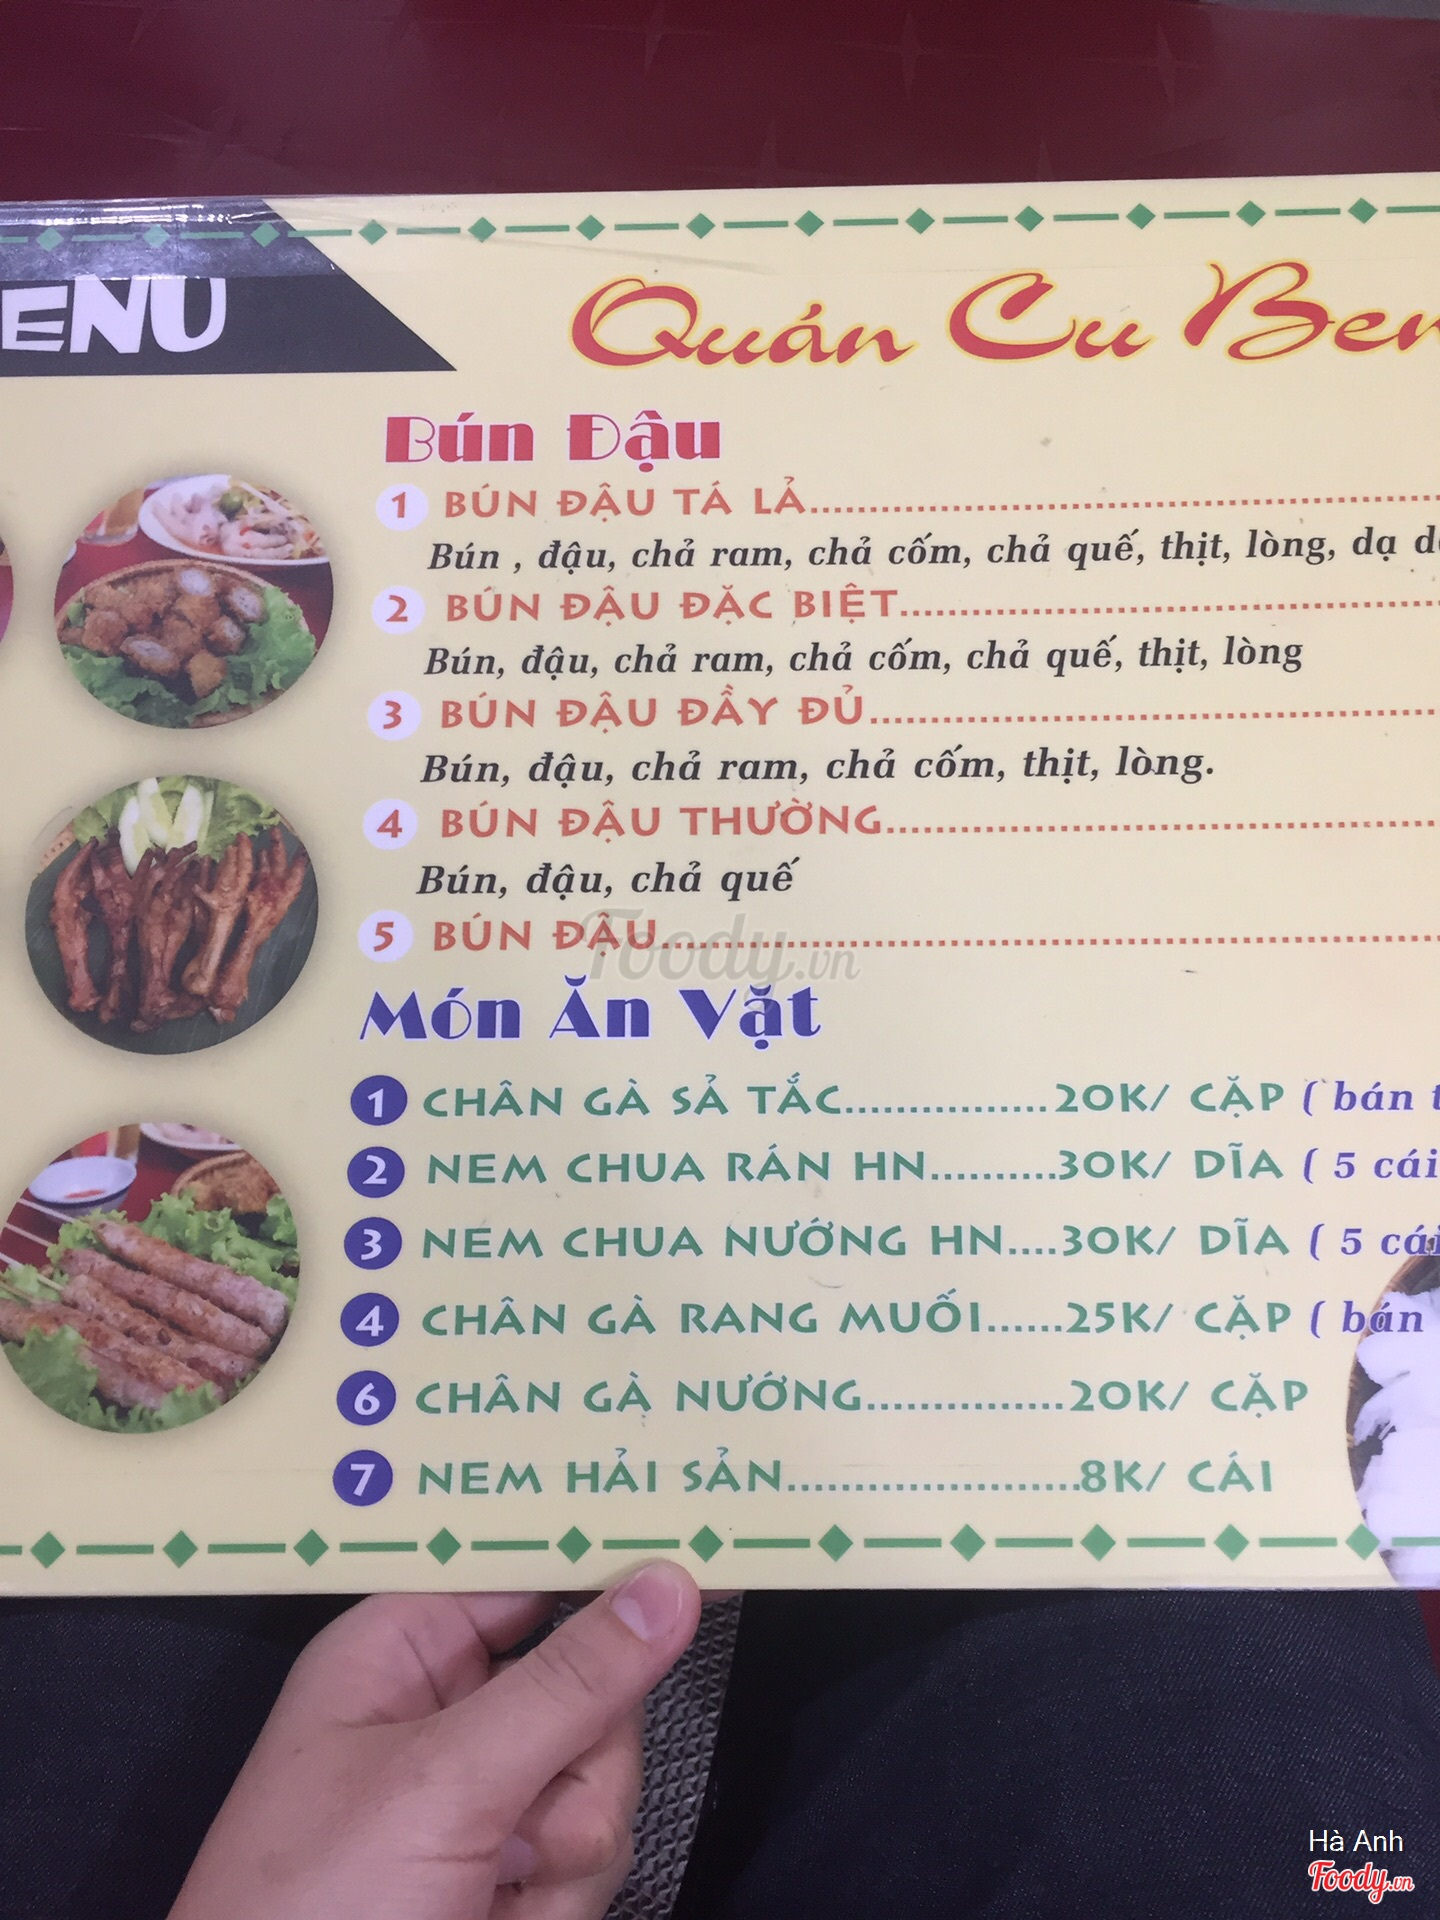 ENU
Quán Cu Ben
Bún Đậu
1 BÚN ĐẬU TÁ LẢ
Bún , đậu, chả ram, chả cốm, chả quế, thịt, lòng, dạ
2 BÚN ĐẬU ĐẶC BIỆT
Bún, đậu, chả ram, chả cốm, chả quế, thịt, lòng
3 BÚN ĐẬU ĐẦY ĐỦ
Bún, đậu, chả ram, chả cốm, thịt, lòng.
4 BÚN ĐẬU THƯỜNG
Bún, đậu, chả quế
5 BÚN ĐẬU
Foody.vn
Món Ăn Vặt
1 CHÂN GÀ SẢ TẮC................20K/ CẶP ( bán
2 NEM CHUA RÁN HN..........30K/ DĨA ( 5 cái
3 NEM CHUA NƯỚNG HN....30K/ DĨA ( 5 cái
4 CHÂN GÀ RANG MUỐI......25K/ CẶP ( bán
6 CHÂN GÀ NƯỚNG................20K/ CẶP
7 NEM HẢI SẢN.......................8K/ CÁI
Hà Anh
Foody.vn